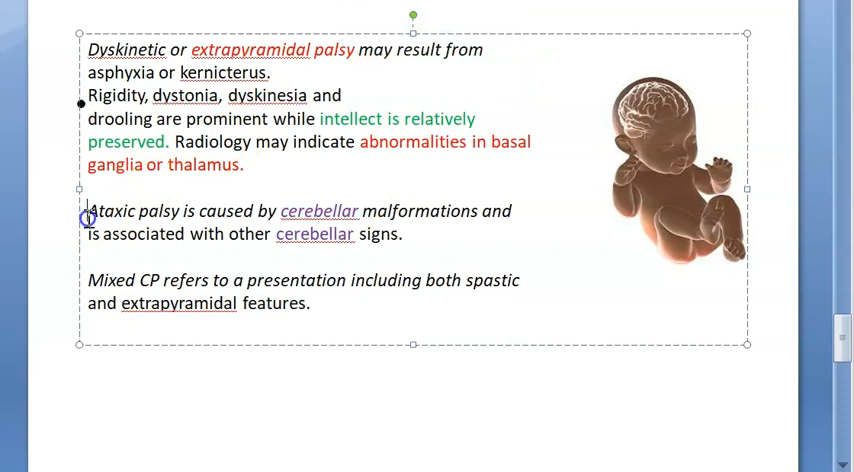 Dyskinetic or extrapyramidal palsy may result from
asphyxia or kernicterus.
Rigidity, dystonia, dyskinesia and
drooling are prominent while intellect is relatively
preserved. Radiology may indicate abnormalities in basal
ganglia or thalamus.
Ataxic palsy is caused by cerebellar malformations and
is associated with other cerebellar signs.
Mixed CP refers to a presentation including both spastic
and extrapyramidal features.